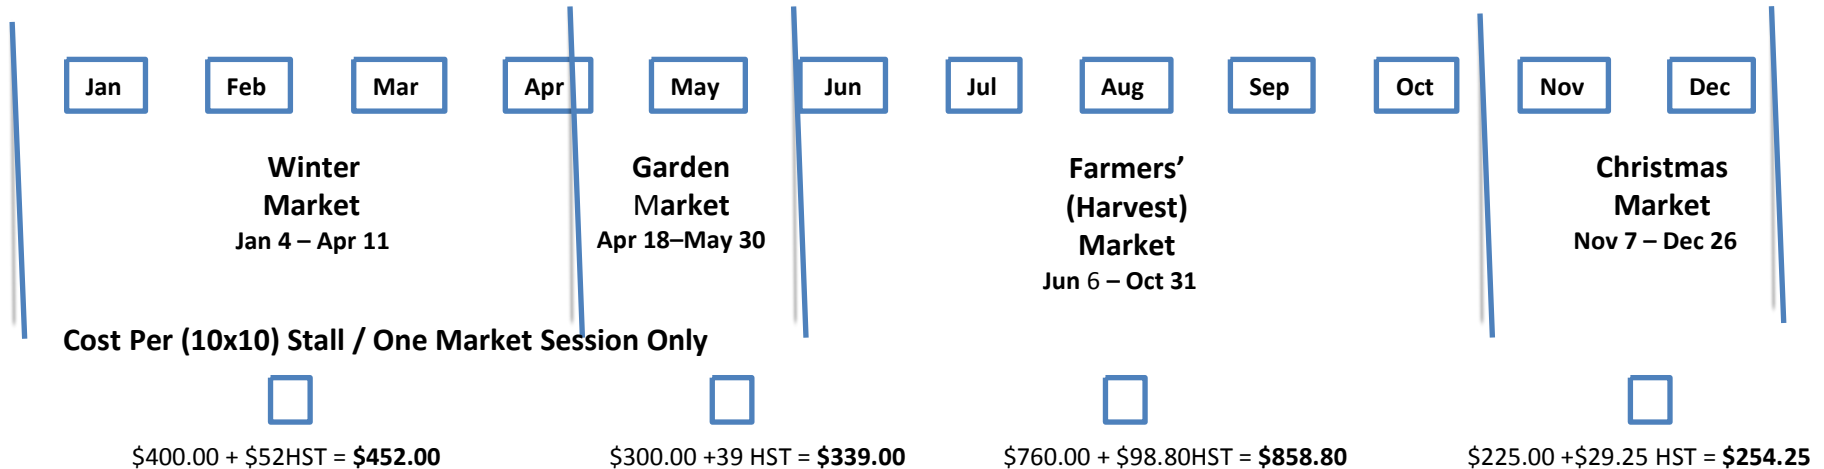 Jan Feb Mar Apr May Jun Jul Aug Sep Oct Nov Dec
Winter
Market
Jan 4 – Apr 11
Garden
Market
Apr 18–May 30
Farmers’
(Harvest)
Market
Jun 6 – Oct 31
Christmas
Market
Nov 7 – Dec 26
Cost Per (10x10) Stall / One Market Session Only
$400.00 + $52HST = $452.00
$300.00 +39 HST = $339.00
$760.00 + $98.80HST = $858.80
$225.00 +$29.25 HST = $254.25